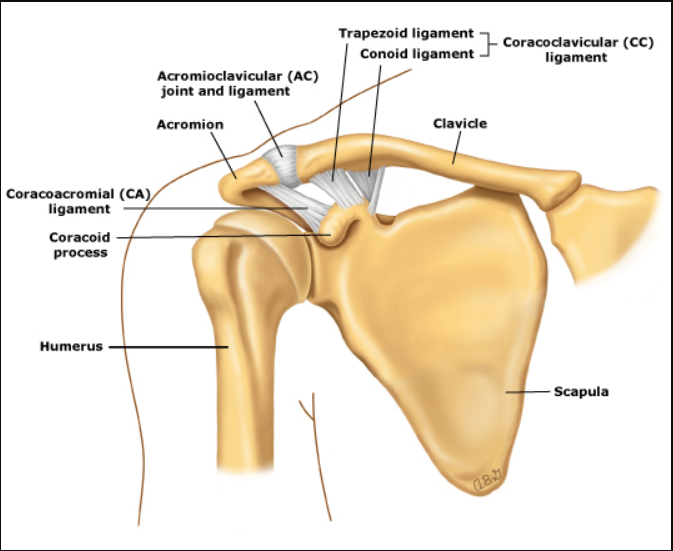 Trapezoid ligament
Conoid ligament
Coracoclavicular (CC)
ligament
Acromioclavicular (AC)
joint and ligament
Acromion
Clavicle
Coracoacromial (CA)
ligament
Coracoid
process
Humerus
Scapula